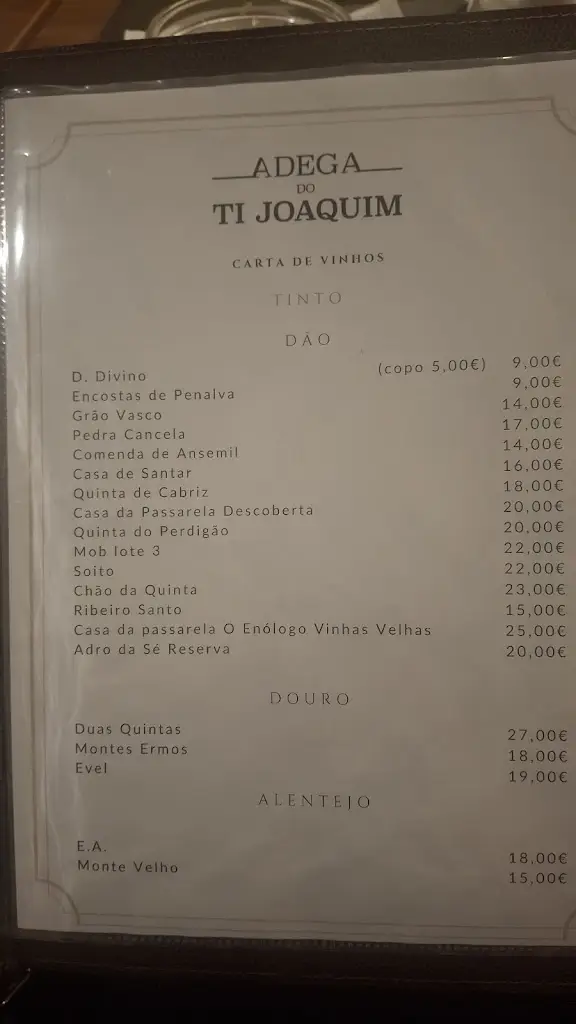 ADEGA
DO
TI JOAQUIM
CARTA DE VINHOS
TINTO
DÃO
D. Divino (copo 5,00€) 9,00€
Encostas de Penalva 9,00€
Grão Vasco 14,00€
Pedra Cancela 17,00€
Comenda de Ansemil 14,00€
Casa de Santar 16,00€
Quinta de Cabriz 18,00€
Casa da Passarela Descoberta 20,00€
Quinta do Perdigão 20,00€
Mob lote 3 22,00€
Soito 22,00€
Chão da Quinta 23,00€
Ribeiro Santo 15,00€
Casa da passarela O Enólogo Vinhas Velhas 25,00€
Adro da Sé Reserva 20,00€
DOURO
Duas Quintas 27,00€
Montes Ermos 18,00€
Evel 19,00€
ALENTEJO
E.A. 18,00€
Monte Velho 15,00€